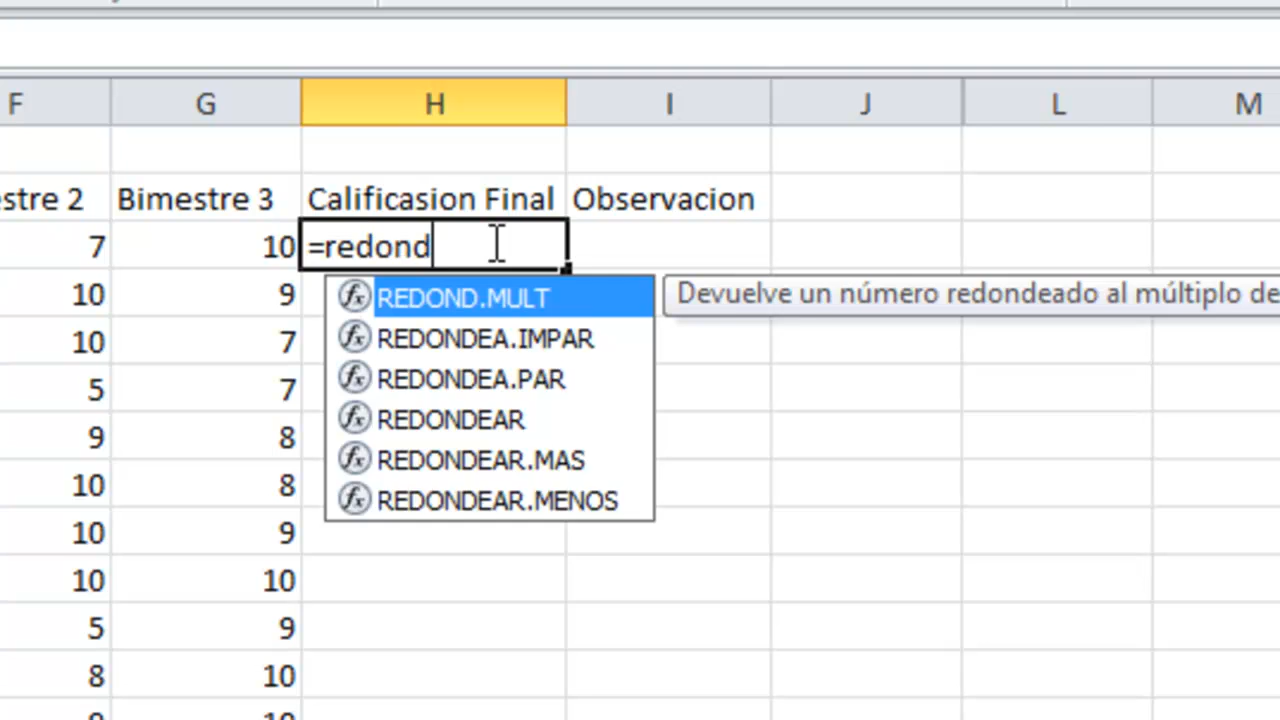 F G H I J L M
estre 2 Bimestre 3 Calificasion Final Observacion
7 10 =redond
10 9
10 7
5 7
9 8
10 8
10 9
10 10
5 9
8 10
REDOND.MULT
REDONDEA.IMPAR
REDONDEA.PAR
REDONDEAR
REDONDEAR.MAS
REDONDEAR.MENOS
Devuelve un número redondeado al múltiplo de